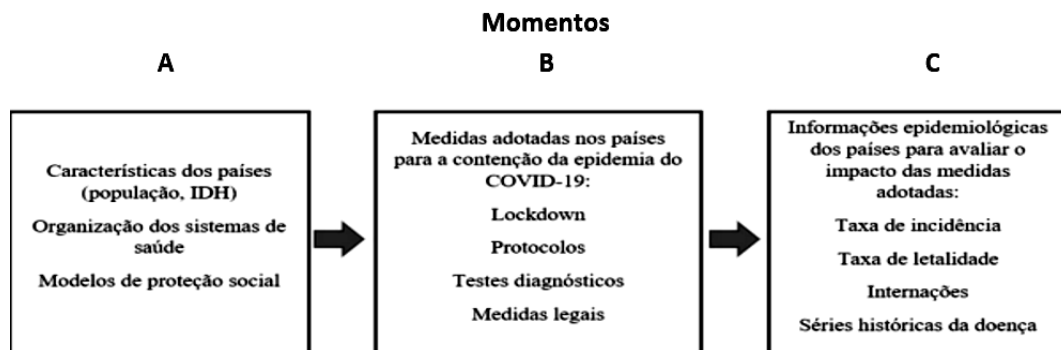 Momentos
A
B
C
Características dos países
(população, IDH)
Organização dos sistemas de
saúde
Modelos de proteção social
Medidas adotadas nos países
para a contenção da epidemia do
COVID-19:
Lockdown
Protocolos
Testes diagnósticos
Medidas legais
Informações epidemiológicas
dos países para avaliar o
impacto das medidas
adotadas:
Taxa de incidência
Taxa de letalidade
Internações
Séries históricas da doença